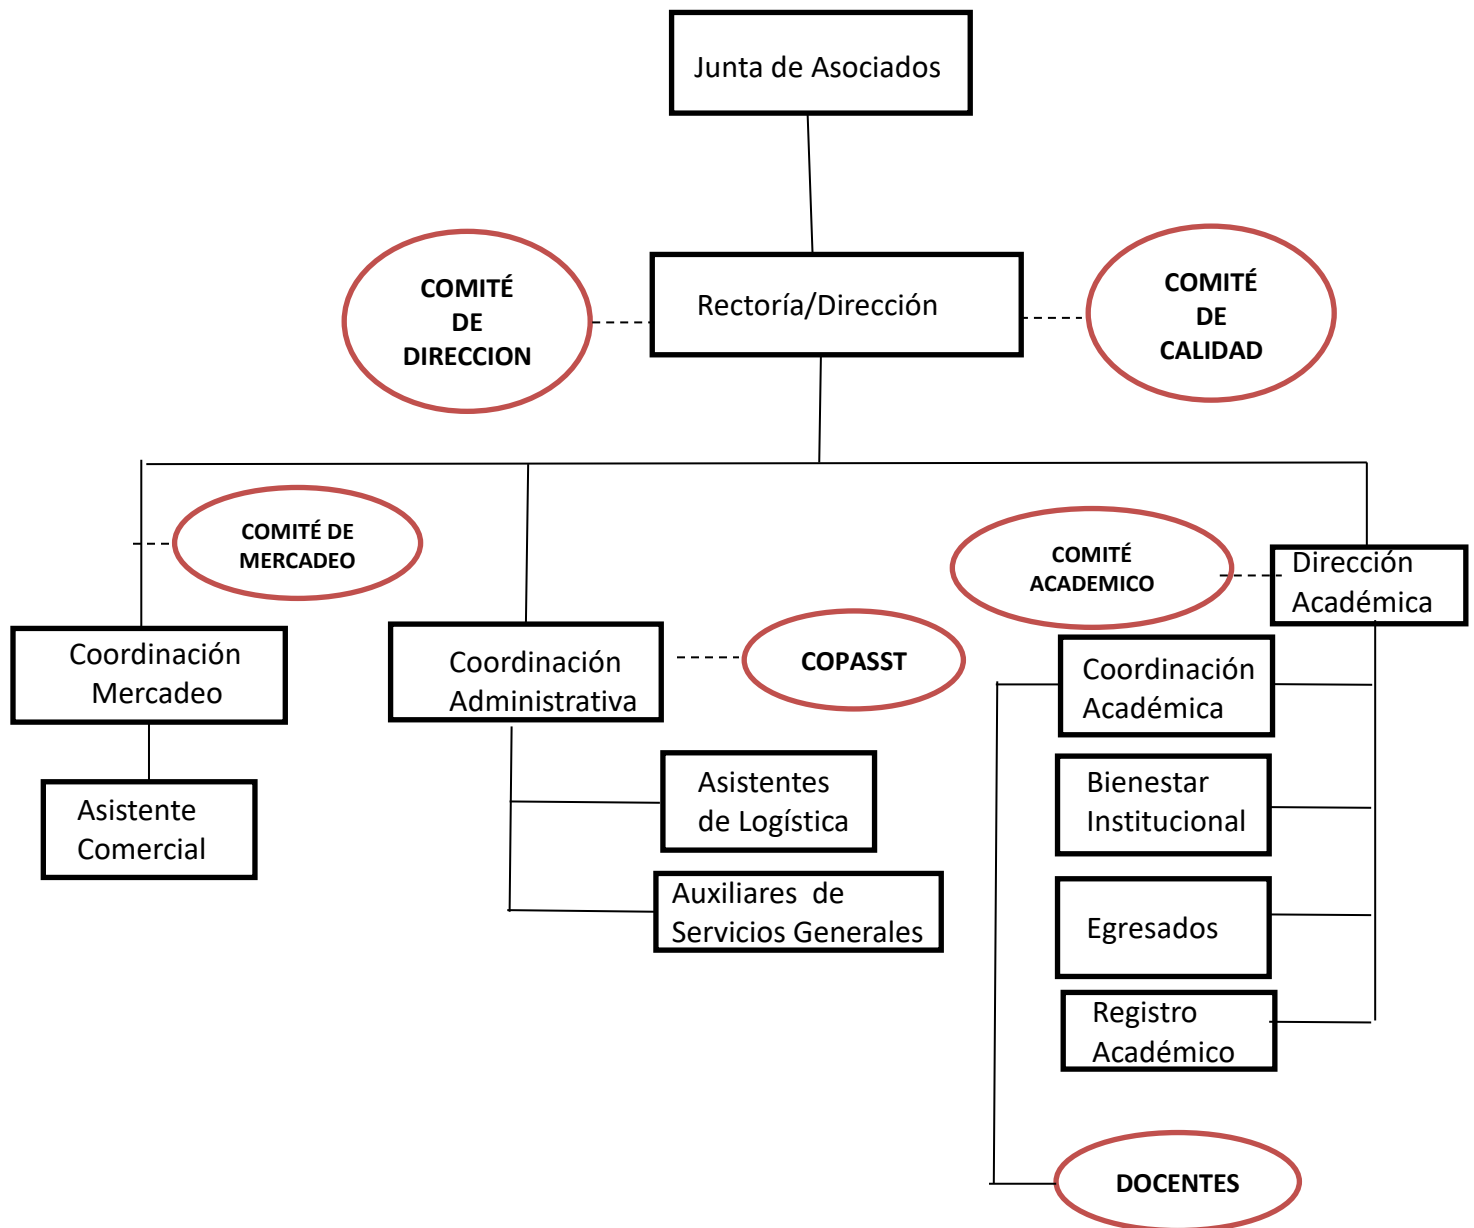 Junta de Asociados
COMITÉ
DE
DIRECCION
Rectoría/Dirección
COMITÉ
DE
CALIDAD
COMITÉ DE
MERCADEO
COMITÉ
ACADEMICO
Dirección
Académica
Coordinación
Mercadeo
Coordinación
Administrativa
COPASST
Coordinación
Académica
Asistente
Comercial
Asistentes
de Logística
Bienestar
Institucional
Auxiliares de
Servicios Generales
Egresados
Registro
Académico
DOCENTES